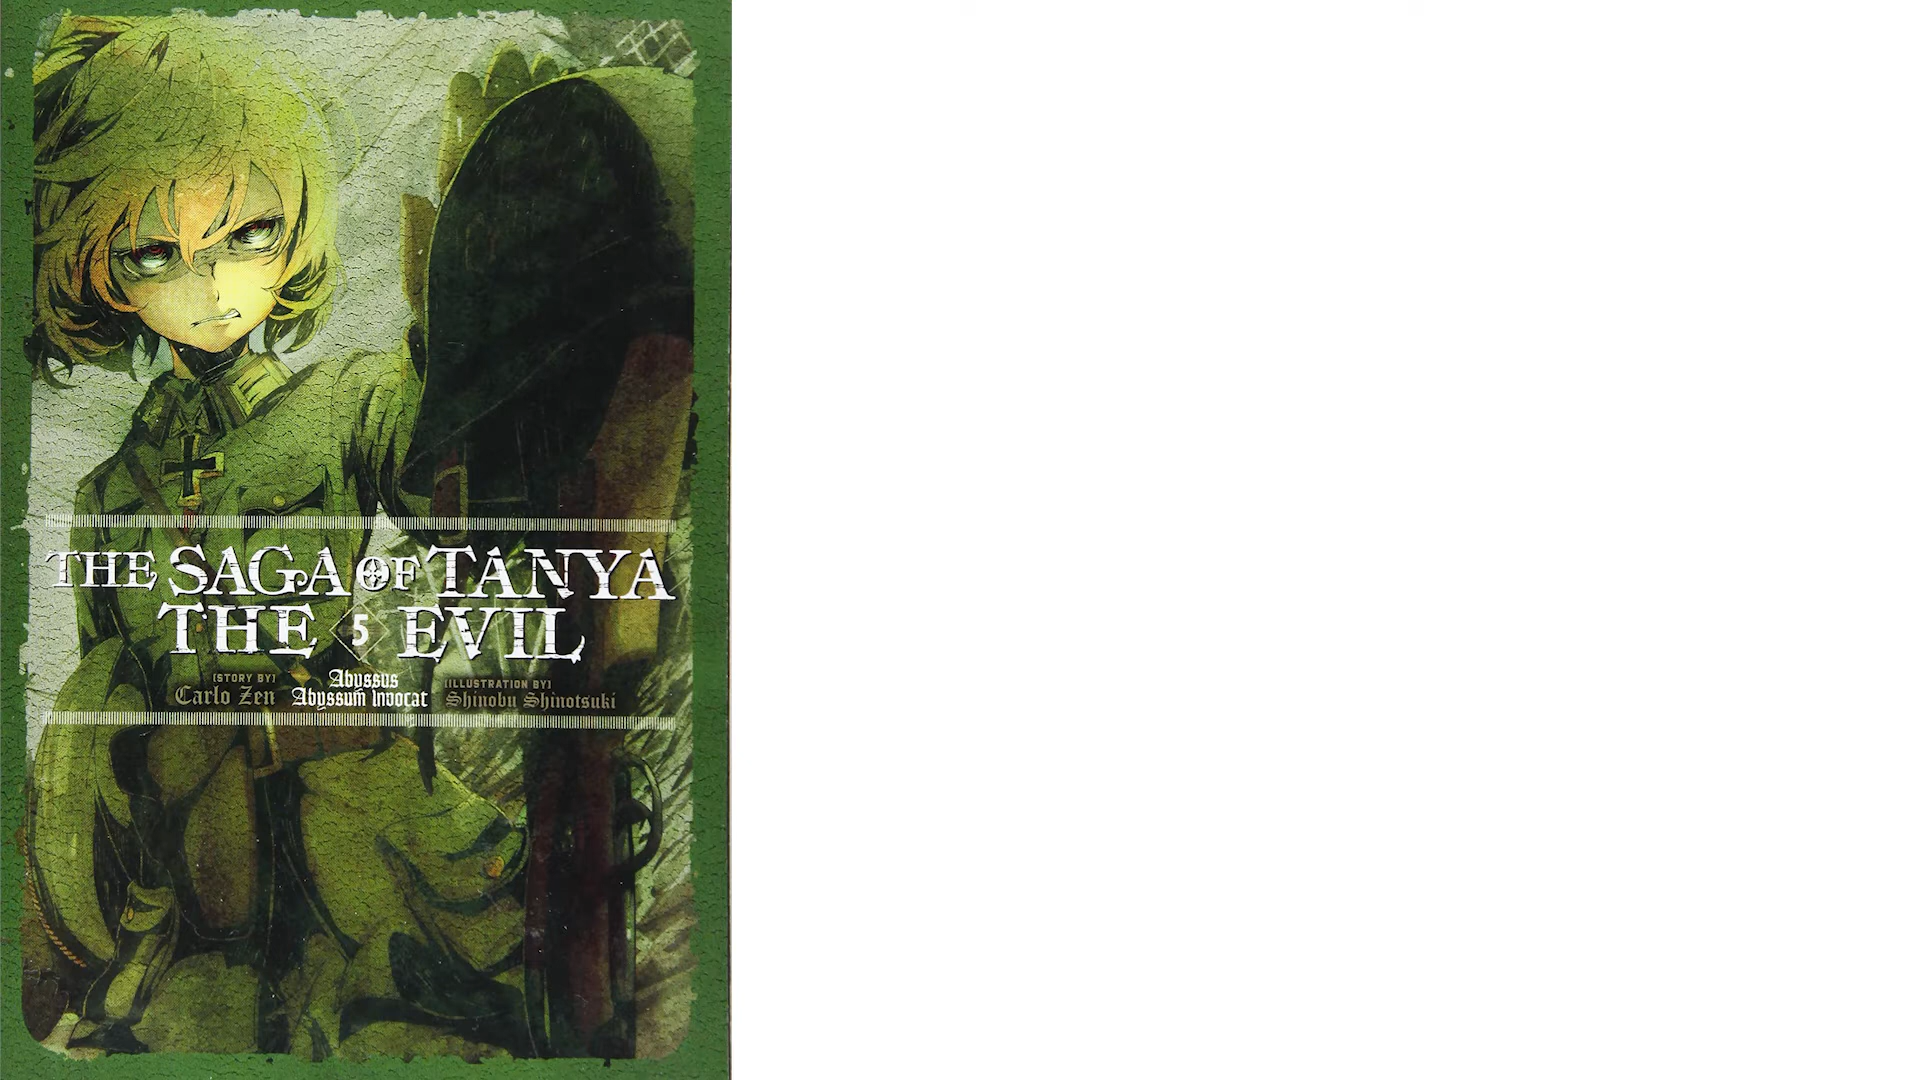 THE SAGA OF TANYA
THE 5 EVIL
[STORY BY]
Carlo Zen
Abyssus
Abyssum Invocat
[ILLUSTRATION BY]
Shinobu Shinotsuki